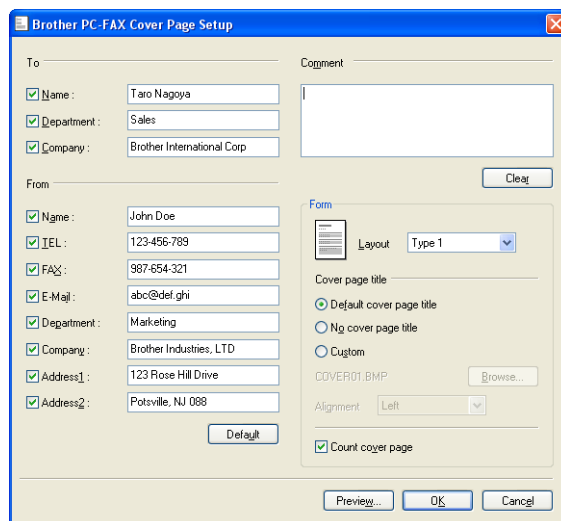 Brother PC-FAX Cover Page Setup
To
Name :
Taro Nagoya
Department :
Sales
Company :
Brother International Corp
From
Name :
John Doe
TEL :
123-456-789
FAX :
987-654-321
E-Mail :
abc@def.ghi
Department :
Marketing
Company :
Brother Industries, LTD
Address1 :
123 Rose Hill Drive
Address2 :
Potsville, NJ 088
Default
Comment
Clear
Form
Layout
Type 1
Cover page title
Default cover page title
No cover page title
Custom
COVER01.BMP
Browse...
Alignment
Left
Count cover page
Preview...
OK
Cancel